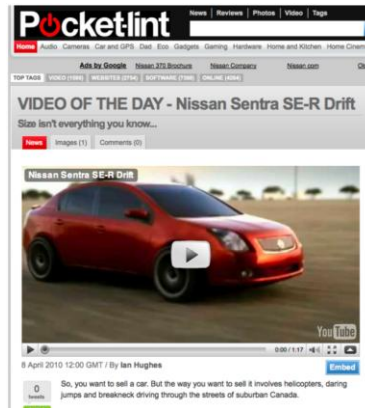 Pocket-lint
News | Reviews | Photos | Video | Tags
Home Audio Cameras Car and GPS Dad Eco Gadgets Gaming Hardware Home and Kitchen Home Cinem
Ads by Google Nissan 370 Brochure Nissan Company Nissan com
TOP TAGS VIDEO WEBSITES SOFTWARE ONLINE
VIDEO OF THE DAY - Nissan Sentra SE-R Drift
Size isn't everything you know...
News Images (1) Comments (0)
Nissan Sentra SE-R Drift
YouTube
0:00 / 1:17
8 April 2010 12:00 GMT / By Ian Hughes
Embed
0
tweets
So, you want to sell a car. But the way you want to sell it involves helicopters, daring
jumps and breakneck driving through the streets of suburban Canada.